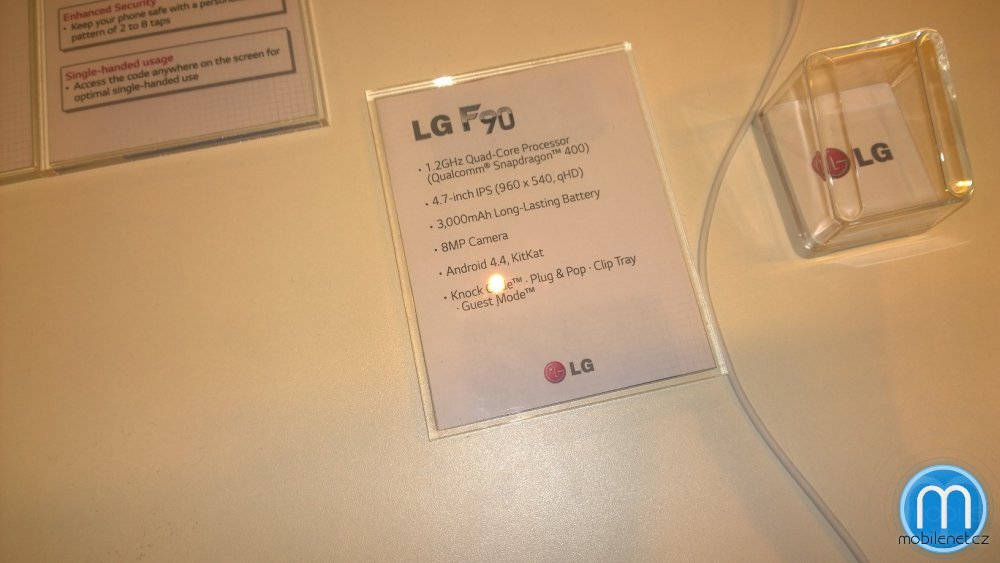 Enhanced Security
• Keep your phone safe with a
pattern of 2 to 8 taps
Single-handed usage
• Access the code anywhere on the screen for
optimal single-handed use
LG F90
• 1.2GHz Quad-Core Processor
(Qualcomm® Snapdragon™ 400)
• 4.7-inch IPS (960 x 540, qHD)
• 3,000mAh Long-Lasting Battery
• 8MP Camera
• Android 4.4, KitKat
• Knock ™ · Plug & Pop · Clip Tray
· Guest Mode™
LG
LG
m
mobilenet.cz